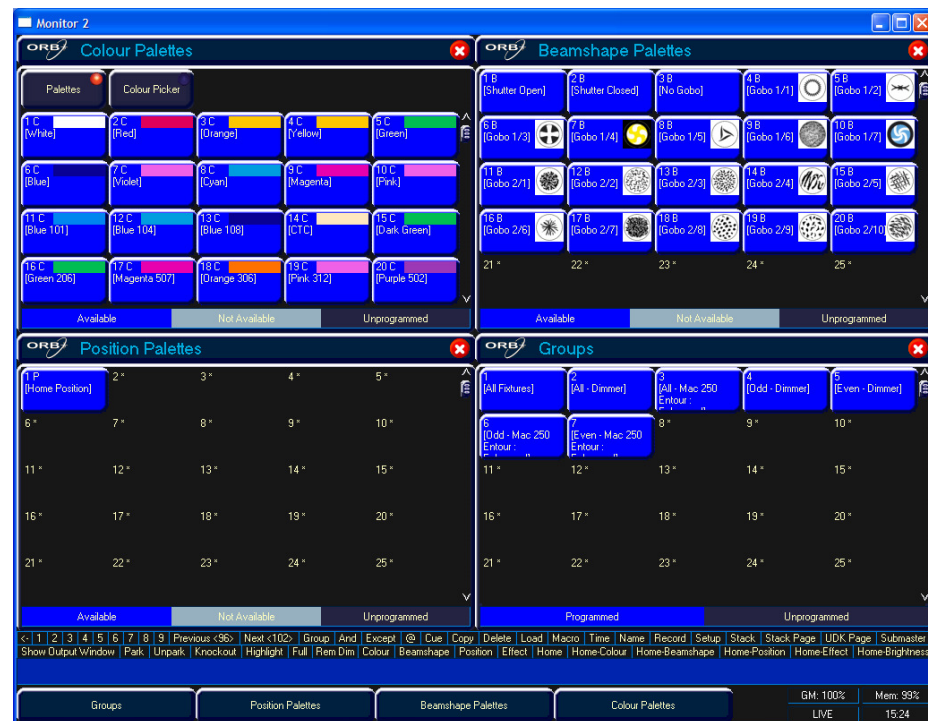 Monitor 2
ORB Colour Palettes
Palettes Colour Picker
1 C 2 C 3 C 4 C 5 C
[White] [Red] [Orange] [Yellow] [Green]
6 C 7 C 8 C 9 C 10 C
[Blue] [Violet] [Cyan] [Magenta] [Pink]
11 C 12 C 13 C 14 C 15 C
[Blue 101] [Blue 104] [Blue 108] [CTC] [Dark Green]
16 C 17 C 18 C 19 C 20 C
[Green 206] [Magenta 507] [Orange 306] [Pink 312] [Purple 502]
Available Not Available Unprogrammed
ORB Beamshape Palettes
1 B 2 B 3 B 4 B 5 B
[Shutter Open] [Shutter Closed] [No Gobo] [Gobo 1/1] [Gobo 1/2]
6 B 7 B 8 B 9 B 10 B
[Gobo 1/3] [Gobo 1/4] [Gobo 1/5] [Gobo 1/6] [Gobo 1/7]
11 B 12 B 13 B 14 B 15 B
[Gobo 2/1] [Gobo 2/2] [Gobo 2/3] [Gobo 2/4] [Gobo 2/5]
16 B 17 B 18 B 19 B 20 B
[Gobo 2/6] [Gobo 2/7] [Gobo 2/8] [Gobo 2/9] [Gobo 2/10]
21 * 22 * 23 * 24 * 25 *
Available Not Available Unprogrammed
ORB Position Palettes
1 P 2 * 3 * 4 * 5 *
[Home Position]
6 * 7 * 8 * 9 * 10 *
11 * 12 * 13 * 14 * 15 *
16 * 17 * 18 * 19 * 20 *
21 * 22 * 23 * 24 * 25 *
Available Not Available Unprogrammed
ORB Groups
1 2 3 4 5
[All Fixtures] [All - Dimmer] [All - Mac 250 [Odd - Dimmer] [Even - Dimmer]
Entour :
6 7 8 * 9 * 10 *
[Odd - Mac 250 [Even - Mac 250
Entour : Entour :
11 * 12 * 13 * 14 * 15 *
16 * 17 * 18 * 19 * 20 *
21 * 22 * 23 * 24 * 25 *
Programmed Unprogrammed
<- 1 2 3 4 5 6 7 8 9 Previous <96> Next <102> Group And Except @ Cue Copy Delete Load Macro Time Name Record Setup Stack Stack Page UDK Page Submaster
Show Output Window Park Unpark Knockout Highlight Full Rem Dim Colour Beamshape Position Effect Home Home-Colour Home-Beamshape Home-Position Home-Effect Home-Brightness
Groups Position Palettes Beamshape Palettes Colour Palettes
GM: 100% Mem: 99%
LIVE 15:24